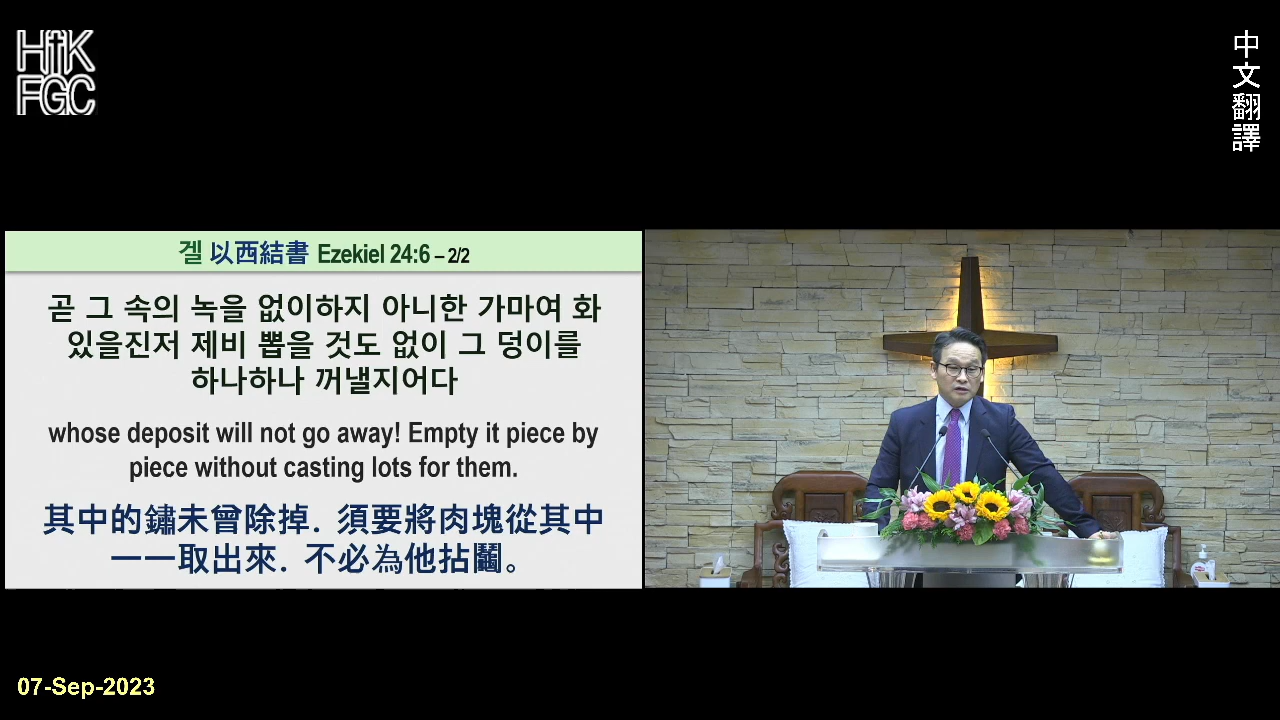 HfK
FGC
中文翻譯
겔 以西結書 Ezekiel 24:6 – 2/2
곧 그 속의 녹을 없이하지 아니한 가마여 화
있을진저 제비 뽑을 것도 없이 그 덩이를
하나하나 꺼낼지어다
whose deposit will not go away! Empty it piece by
piece without casting lots for them.
其中的鏽未曾除掉．須要將肉塊從其中
一一取出來．不必為他拈鬮。
07-Sep-2023